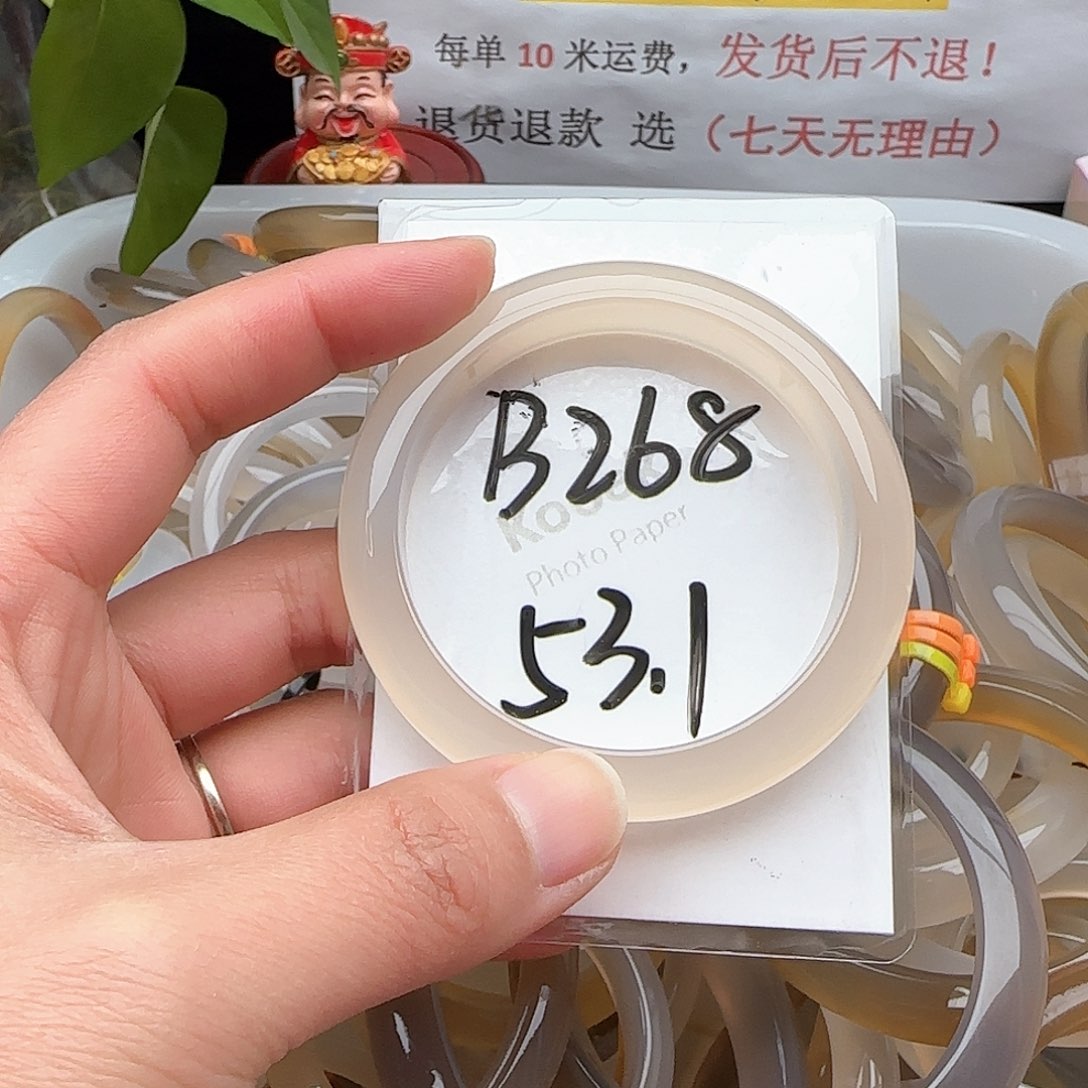 每单 10 米运费，发货后不退！
退货退款 选（七天无理由）
B268
Kodak
Photo Paper
53.1